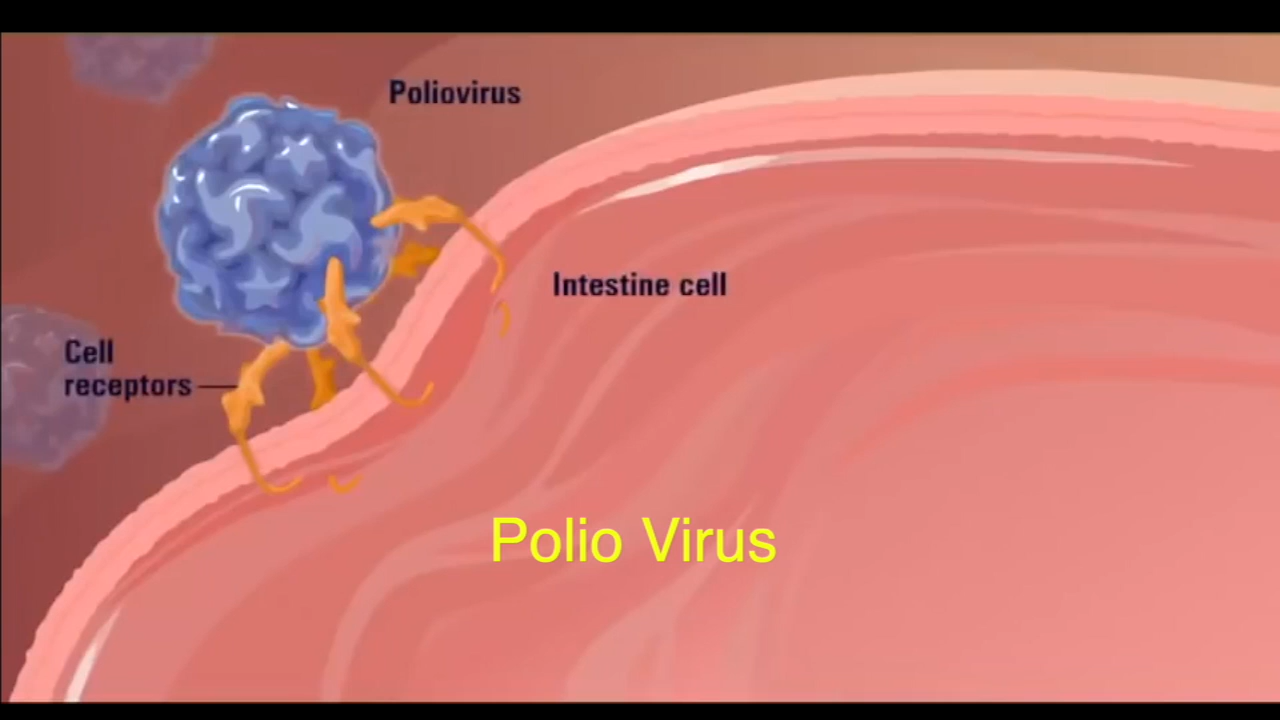 Poliovirus
Intestine cell
Cell
receptors
Polio Virus